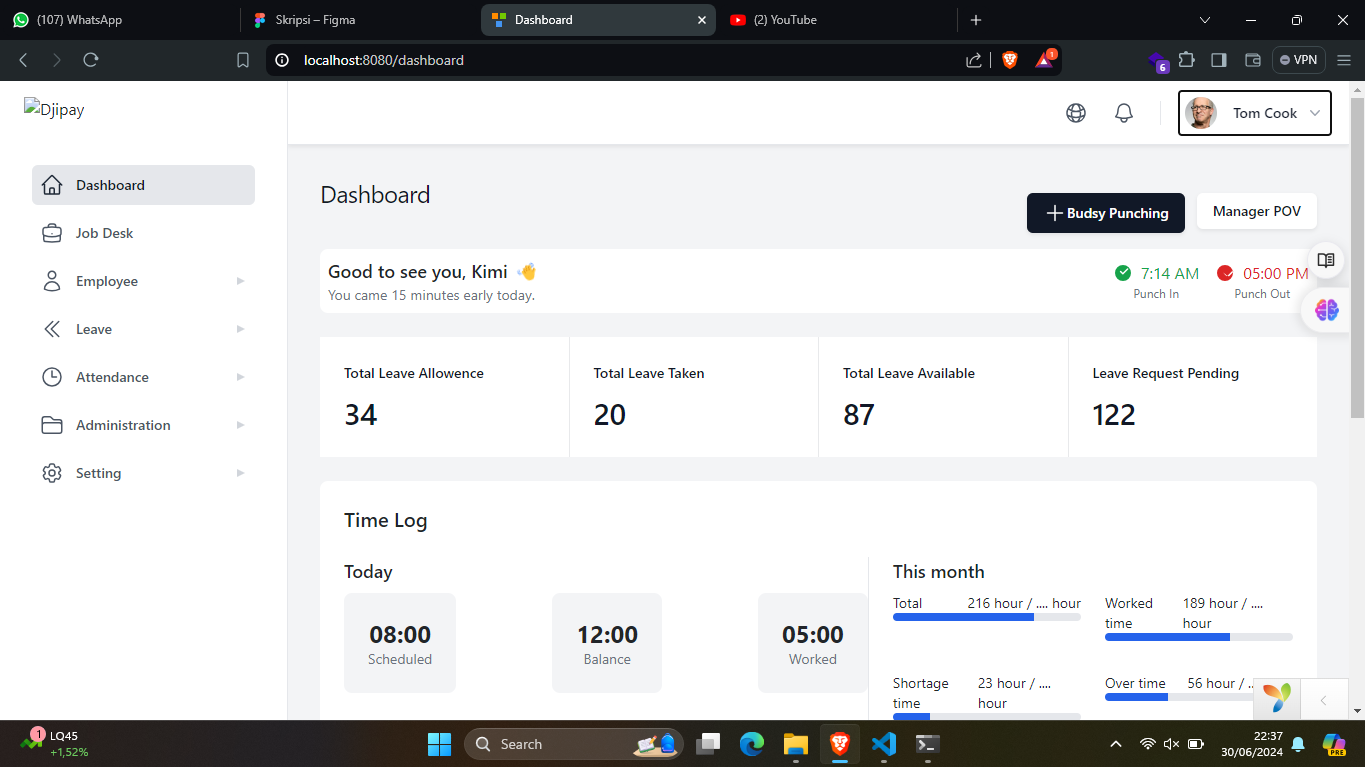 (107) WhatsApp
Skripsi – Figma
Dashboard
(2) YouTube
localhost:8080/dashboard
1
6
VPN
Djipay
Tom Cook
Dashboard
Job Desk
Employee
Leave
Attendance
Administration
Setting
Dashboard
Budsy Punching
Manager POV
Good to see you, Kimi 👋
You came 15 minutes early today.
7:14 AM
Punch In
05:00 PM
Punch Out
Total Leave Allowence
34
Total Leave Taken
20
Total Leave Available
87
Leave Request Pending
122
Time Log
Today
08:00
Scheduled
12:00
Balance
05:00
Worked
This month
Total 216 hour / .... hour
Worked time 189 hour / ....
hour
Shortage time 23 hour / ....
hour
Over time 56 hour / ..
1
LQ45
+1,52%
Search
22:37
30/06/2024
PRE